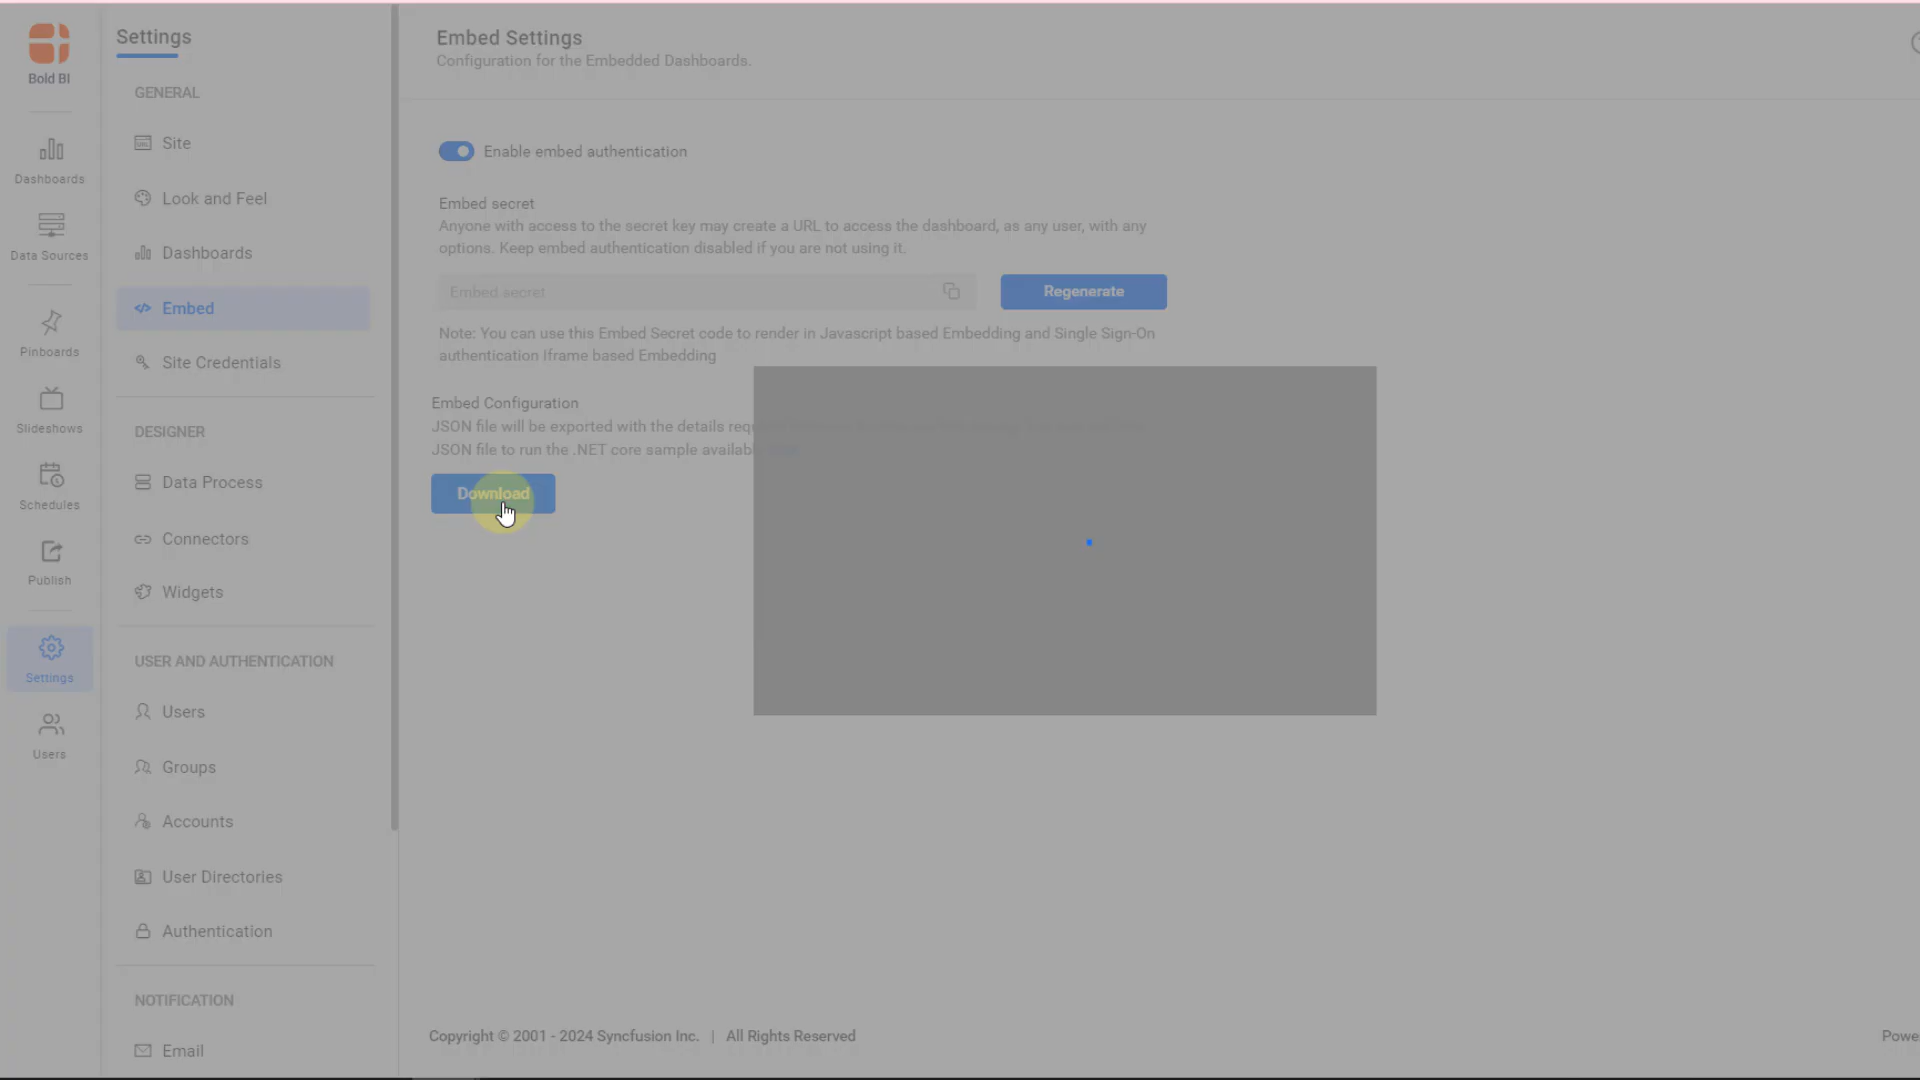 Bold BI
Dashboards
Data Sources
Pinboards
Slideshows
Schedules
Publish
Settings
Users
Settings
GENERAL
Site
Look and Feel
Dashboards
Embed
Site Credentials
DESIGNER
Data Process
Connectors
Widgets
USER AND AUTHENTICATION
Users
Groups
Accounts
User Directories
Authentication
NOTIFICATION
Email
Embed Settings
Configuration for the Embedded Dashboards.
Enable embed authentication
Embed secret
Anyone with access to the secret key may create a URL to access the dashboard, as any user, with any
options. Keep embed authentication disabled if you are not using it.
Embed secret
Regenerate
Note: You can use this Embed Secret code to render in Javascript based Embedding and Single Sign-On
authentication Iframe based Embedding
Embed Configuration
JSON file will be exported with the details
JSON file to run the .NET core sample
Download
Copyright © 2001 - 2024 Syncfusion Inc. | All Rights Reserved
Powe